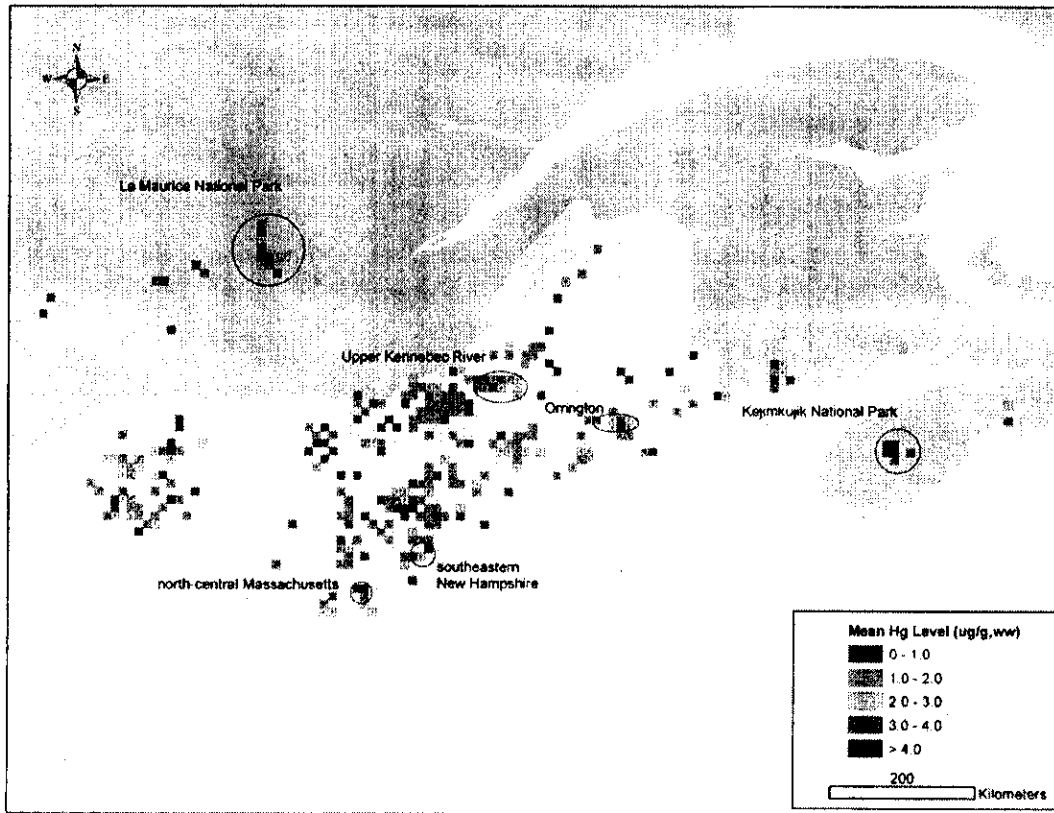 N
W E
S
La Maurice National Park
Upper Kennebec River
Orrington
Kejimkujik National Park
north-central Massachusetts
southeastern
New Hampshire
Mean Hg Level (ug/g,ww)
0 - 1.0
1.0 - 2.0
2.0 - 3.0
3.0 - 4.0
> 4.0
200
Kilometers